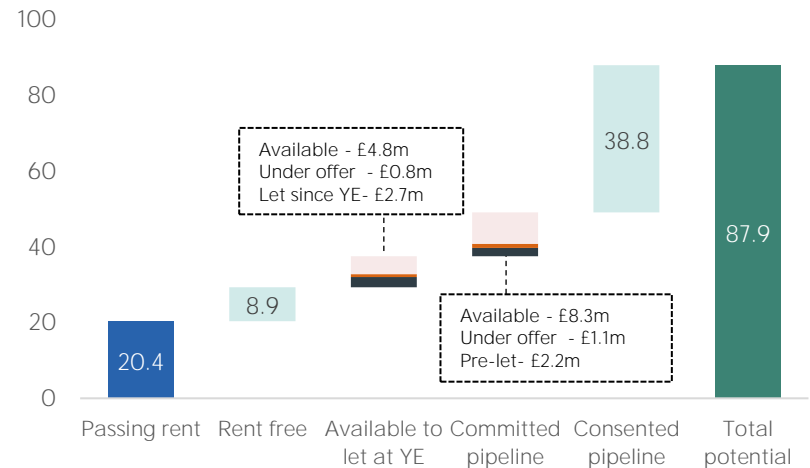 100
80
60
40
20
0
Available - £4.8m
Under offer - £0.8m
Let since YE- £2.7m
Available - £8.3m
Under offer - £1.1m
Pre-let- £2.2m
20.4
8.9
38.8
87.9
Passing rent
Rent free
Available to
let at YE
Committed
pipeline
Consented
pipeline
Total
potential